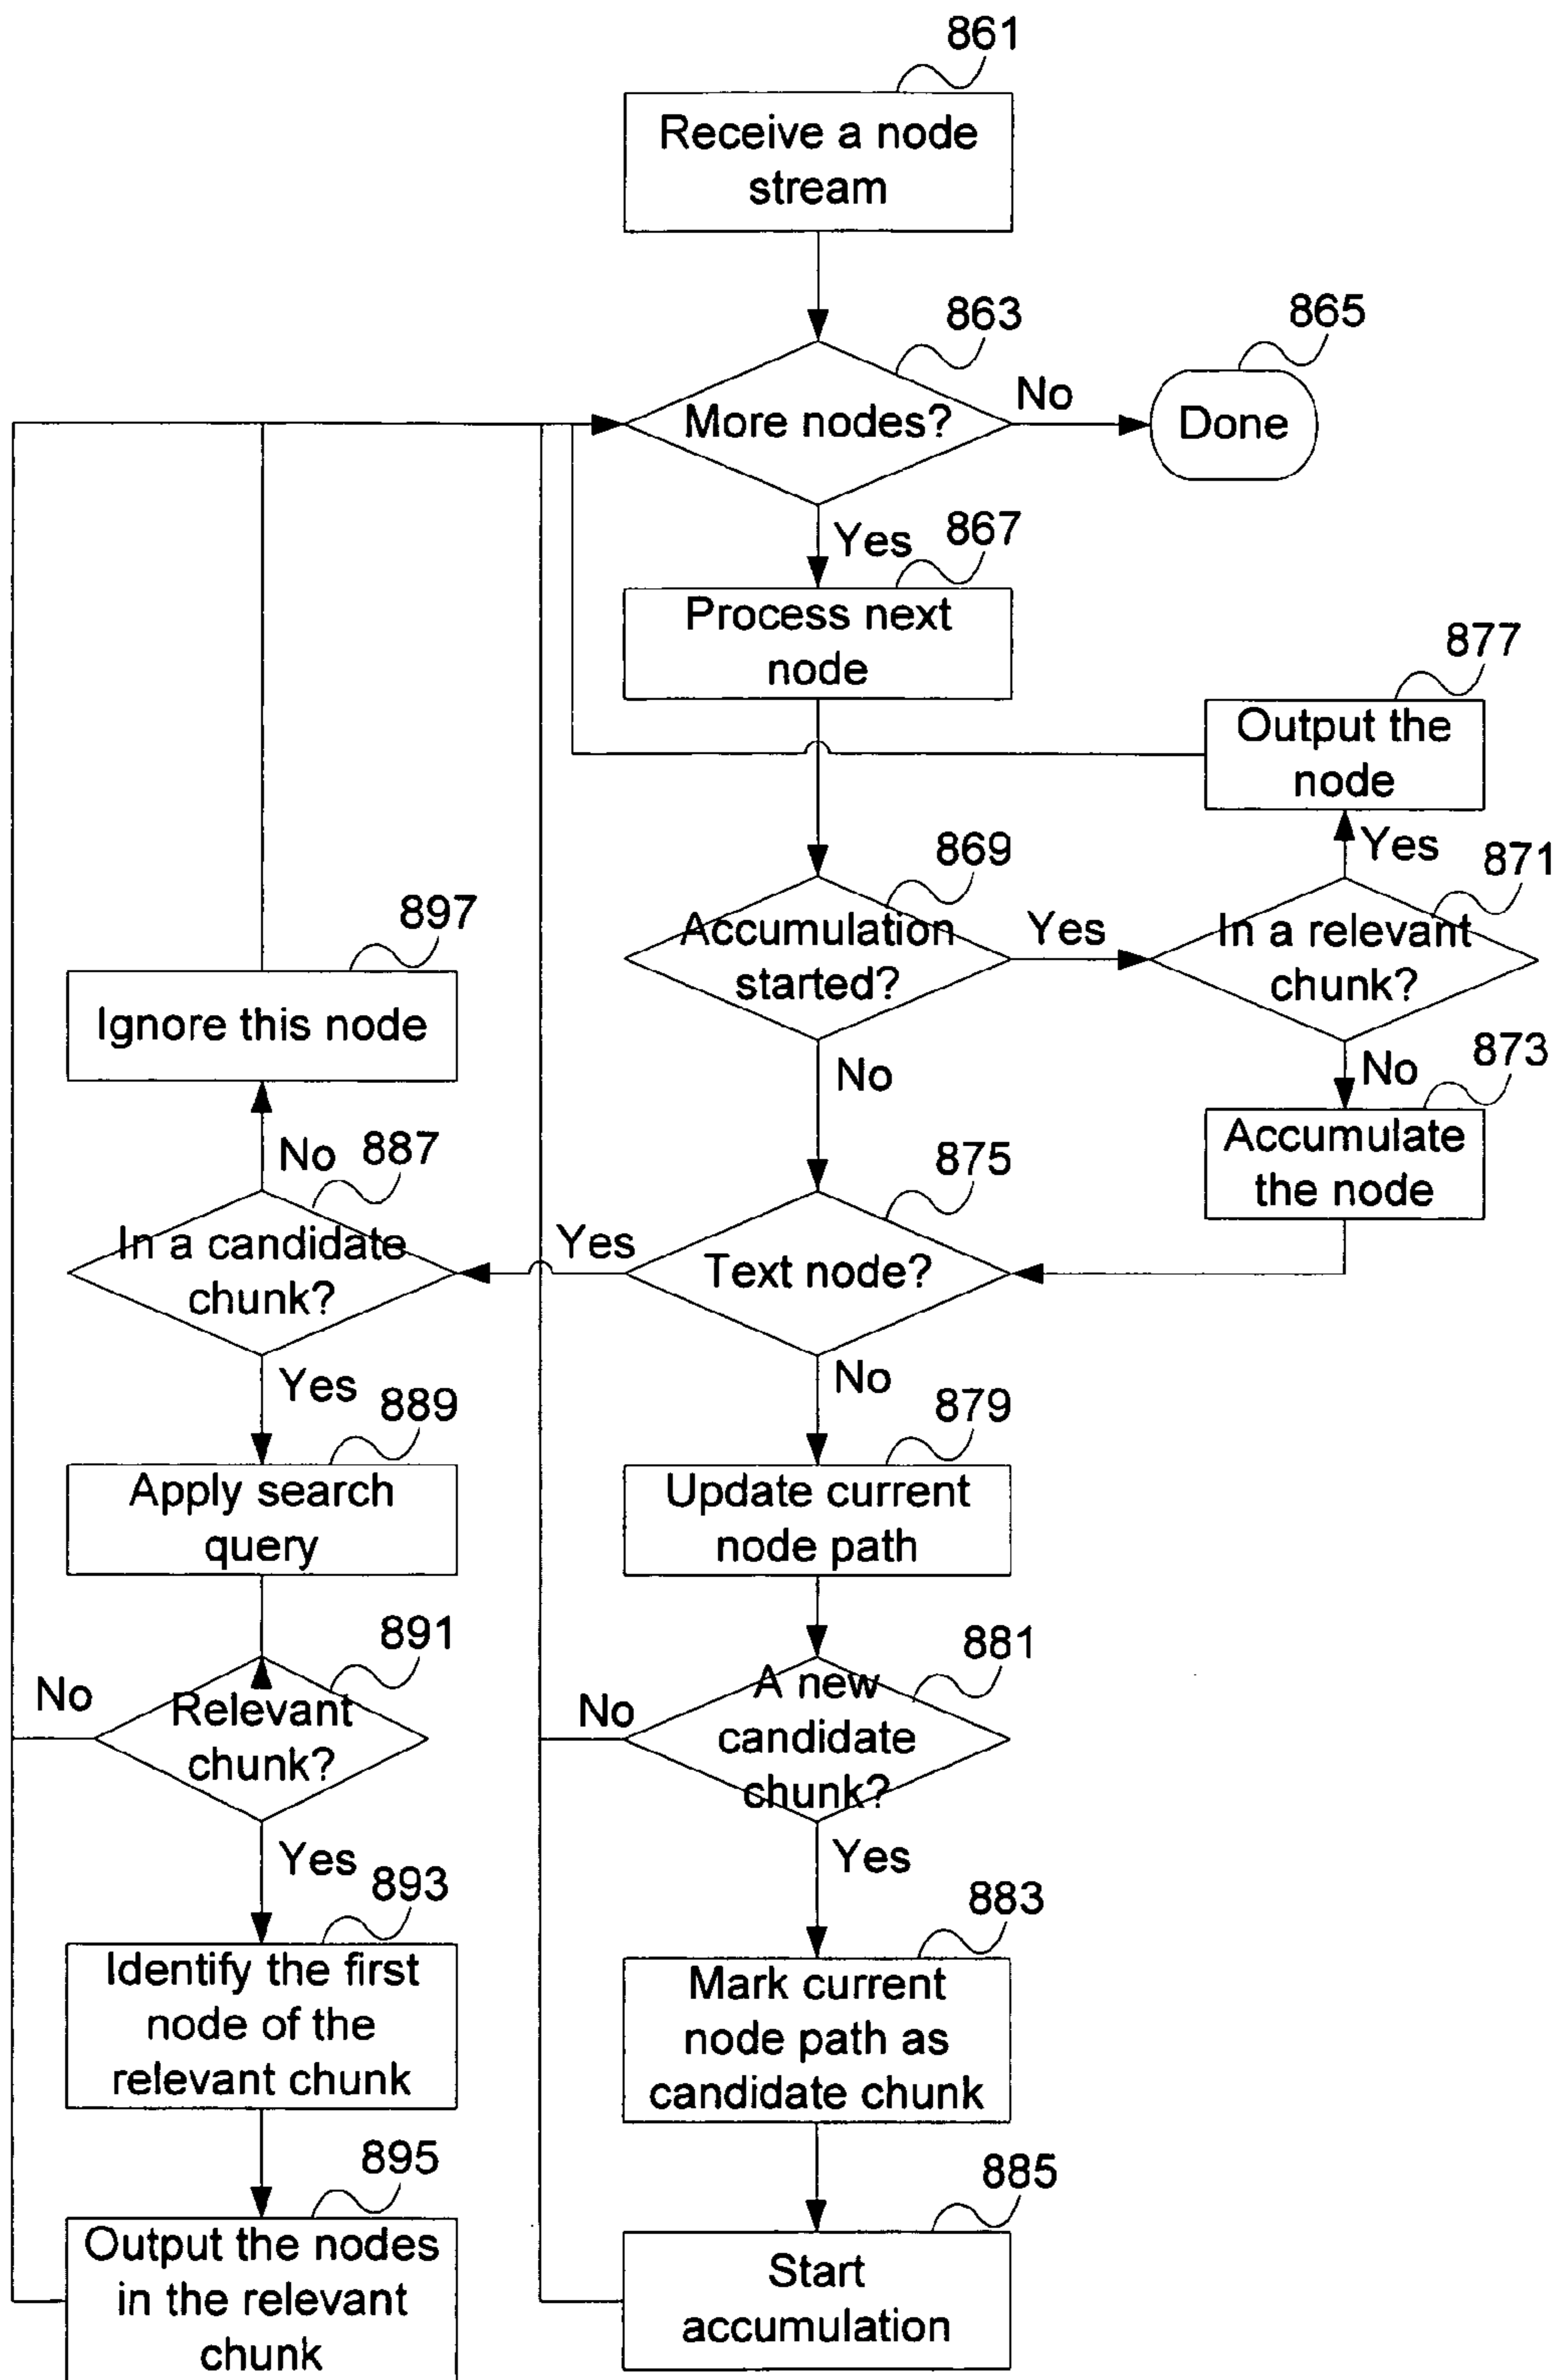 861
Receive a node
stream
863
865
More nodes?
No
Done
Yes
867
Process next
node
877
Output the
node
Yes
869
871
Accumulation
started?
Yes
In a relevant
chunk?
897
Ignore this node
No
No
873
Accumulate
the node
No
887
875
In a candidate
chunk?
Yes
Text node?
Yes
889
No
879
Apply search
query
Update current
node path
891
881
No
Relevant
chunk?
No
A new
candidate
chunk?
Yes
893
Yes
883
Identify the first
node of the
relevant chunk
Mark current
node path as
candidate chunk
895
885
Output the nodes
in the relevant
chunk
Start
accumulation